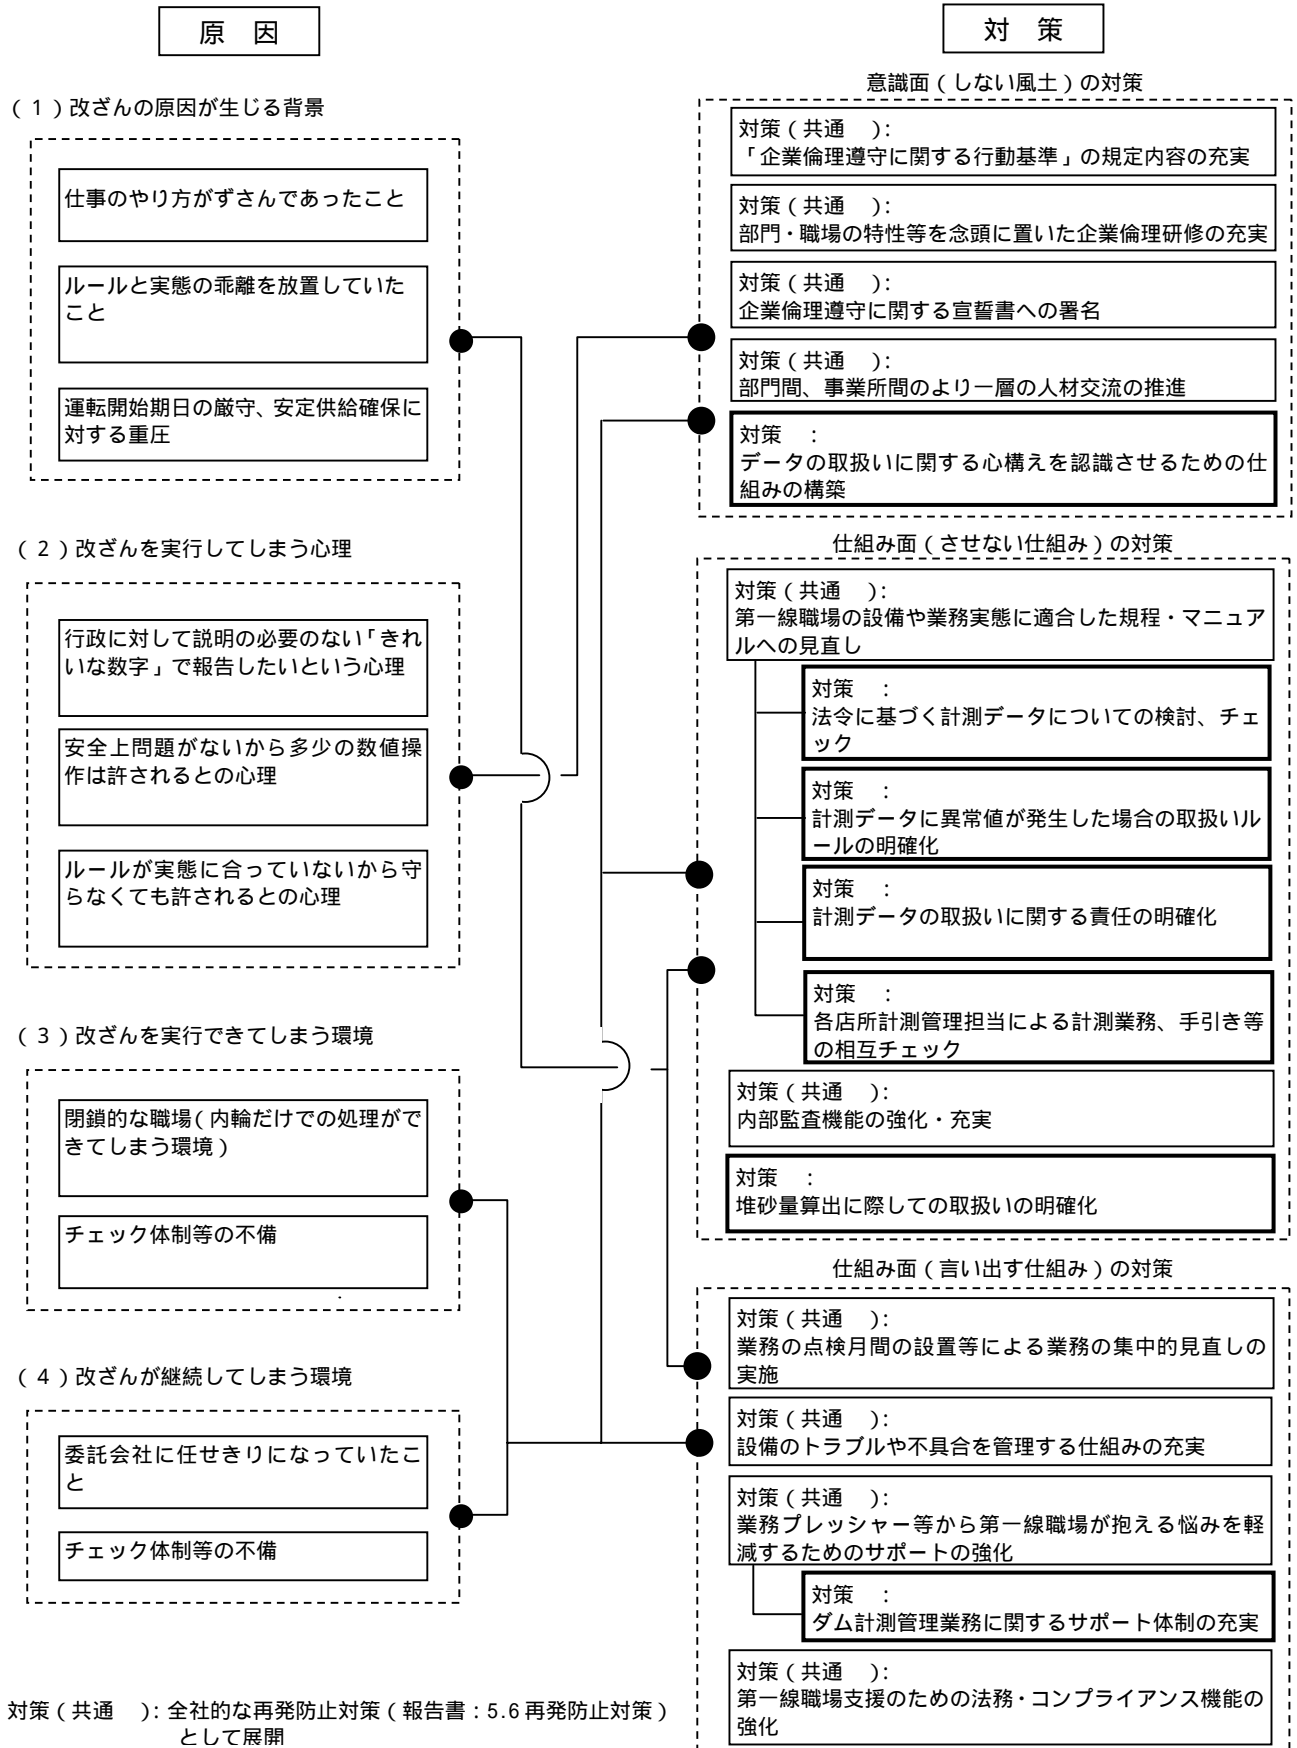 原　因
（１）改ざんの原因が生じる背景
仕事のやり方がずさんであったこと
ルールと実態の乖離を放置していた
こと
運転開始期日の厳守、安定供給確保に
対する重圧
（２）改ざんを実行してしまう心理
行政に対して説明の必要のない「きれ
いな数字」で報告したいという心理
安全上問題がないから多少の数値操
作は許されるとの心理
ルールが実態に合っていないから守
らなくても許されるとの心理
（３）改ざんを実行できてしまう環境
閉鎖的な職場（内輪だけでの処理がで
きてしまう環境）
チェック体制等の不備
（４）改ざんが継続してしまう環境
委託会社に任せきりになっていたこ
と
チェック体制等の不備
対　策
意識面（しない風土）の対策
対策（共通　）：
「企業倫理遵守に関する行動基準」の規定内容の充実
対策（共通　）：
部門・職場の特性等を念頭に置いた企業倫理研修の充実
対策（共通　）：
企業倫理遵守に関する宣誓書への署名
対策（共通　）：
部門間、事業所間のより一層の人材交流の推進
対策　：
データの取扱いに関する心構えを認識させるための仕
組みの構築
仕組み面（させない仕組み）の対策
対策（共通　）：
第一線職場の設備や業務実態に適合した規程・マニュア
ルへの見直し
対策　：
法令に基づく計測データについての検討、チェ
ック
対策　：
計測データに異常値が発生した場合の取扱いル
ールの明確化
対策　：
計測データの取扱いに関する責任の明確化
対策　：
各店所計測管理担当による計測業務、手引き等
の相互チェック
対策（共通　）：
内部監査機能の強化・充実
対策　：
堆砂量算出に際しての取扱いの明確化
仕組み面（言い出す仕組み）の対策
対策（共通　）：
業務の点検月間の設置等による業務の集中的見直しの
実施
対策（共通　）：
設備のトラブルや不具合を管理する仕組みの充実
対策（共通　）：
業務プレッシャー等から第一線職場が抱える悩みを軽
減するためのサポートの強化
対策　：
ダム計測管理業務に関するサポート体制の充実
対策（共通　）：
第一線職場支援のための法務・コンプライアンス機能の
強化
対策（共通　）：全社的な再発防止対策（報告書：5.6 再発防止対策）
として展開